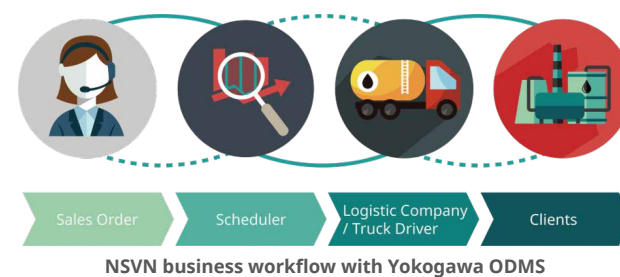 Sales Order
Scheduler
Logistic Company
/ Truck Driver
Clients
NSVN business workflow with Yokogawa ODMS